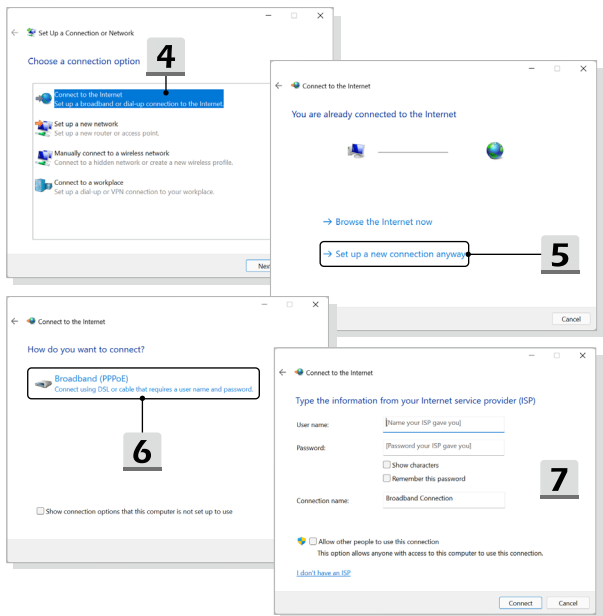 Set Up a Connection or Network
Choose a connection option
4
Connect to the Internet
Set up a broadband or dial-up connection to the Internet.
Set up a new network
Set up a new router or access point.
Manually connect to a wireless network
Connect to a hidden network or create a new wireless profile.
Connect to a workplace
Set up a dial-up or VPN connection to your workplace.
Connect to the Internet
You are already connected to the Internet
→ Browse the Internet now
→ Set up a new connection anyway
5
Cancel
Connect to the Internet
How do you want to connect?
Broadband (PPPoE)
Connect using DSL or cable that requires a user name and password.
6
Show connection options that this computer is not set up to use
Connect to the Internet
Type the information from your Internet service provider (ISP)
User name: [Name your ISP gave you]
Password: [Password your ISP gave you]
Show characters
Remember this password
7
Connection name: Broadband Connection
Allow other people to use this connection
This option allows anyone with access to this computer to use this connection.
I don't have an ISP
Connect Cancel